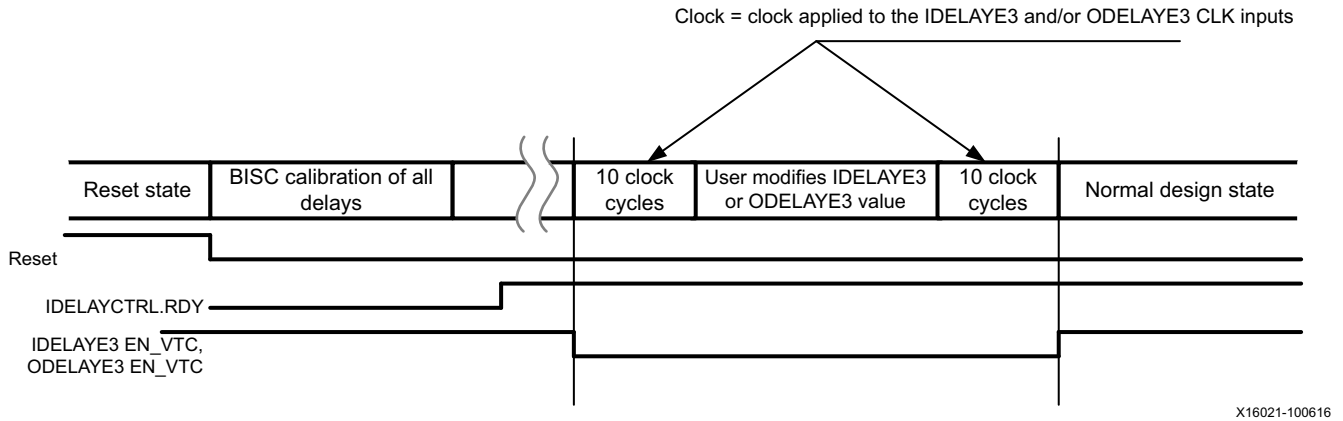 Clock = clock applied to the IDELAYE3 and/or ODELAYE3 CLK inputs
Reset state
BISC calibration of all
delays
10 clock
cycles
User modifies IDELAYE3
or ODELAYE3 value
10 clock
cycles
Normal design state
Reset
IDELAYCTRL.RDY
IDELAYE3 EN_VTC,
ODELAYE3 EN_VTC
X16021-100616